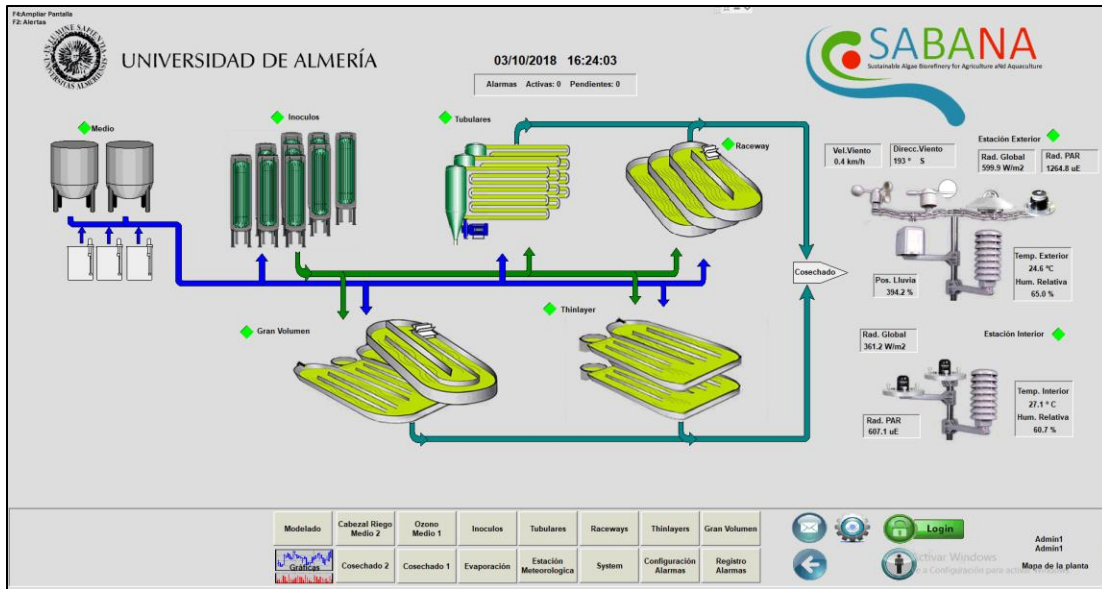 F4:Ampliar Pantalla
F2: Alertas
UNIVERSIDAD DE ALMERÍA
03/10/2018 16:24:03
Alarmas Activas: 0 Pendientes: 0
SABANA
Sustainable Algae Biorefinery for Agriculture aNd Aquaculture
Medio
Inoculos
Tubulares
Raceway
Vel.Viento
0.4 km/h
Direcc.Viento
193 º S
Estación Exterior
Rad. Global
599.9 W/m2
Rad. PAR
1264.8 uE
Cosechado
Temp. Exterior
24.6 ºC
Hum. Relativa
65.0 %
Pos. Lluvia
394.2 %
Gran Volumen
Thinlayer
Rad. Global
361.2 W/m2
Estación Interior
Temp. Interior
27.1 º C
Hum. Relativa
60.7 %
Rad. PAR
607.1 uE
Modelado
Cabezal Riego
Medio 2
Ozono
Medio 1
Inoculos
Tubulares
Raceways
Thinlayers
Gran Volumen
Gráficas
Cosechado 2
Cosechado 1
Evaporación
Estación
Meteorologica
System
Configuración
Alarmas
Registro
Alarmas
Login
Activar Windows
a Configuración para activar
Admin1
Admin1
Mapa de la planta